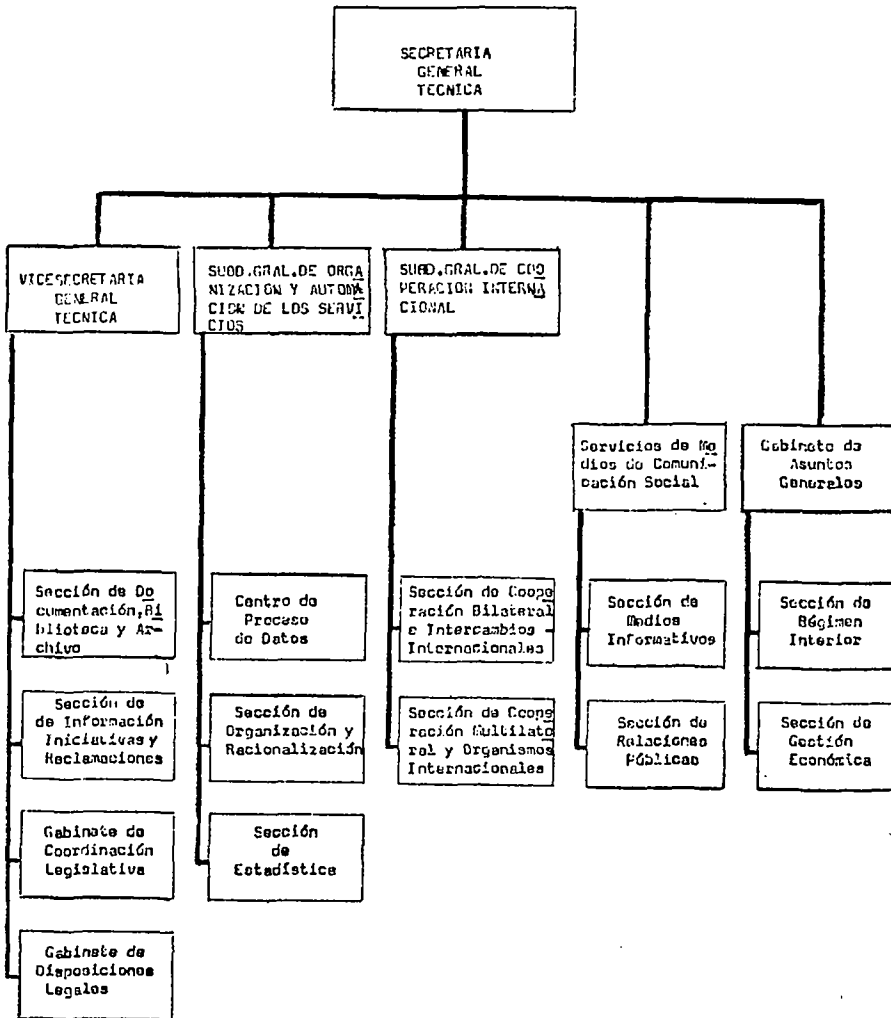 SECRETARIA
GENERAL
TECNICA
VICESECRETARIA
GENERAL
TECNICA
SUBD.GRAL.DE ORGA
NIZACIÓN Y AUTOMA
CION DE LOS SERVI
CIOS
SUBD.GRAL.DE COO
PERACION INTERNA
CIONAL
Servicios de Me
dios de Comuni-
cación Social
Gabinete de
Asuntos
Generales
Sección de Do
cumentación,Bi
blioteca y Ar-
chivo
Sección de
de Información
Iniciativas y
Reclamaciones
Gabinete de
Coordinación
Legislativa
Gabinete de
Disposiciones
Legales
Centro de
Proceso
de Datos
Sección de
Organización y
Racionalización
Sección
de
Estadística
Sección de Coope
ración Bilateral
e Intercambios -
Internacionales
Sección de Coope
ración Multilate
ral y Organismos
Internacionales
Sección de
Medios
Informativos
Sección de
Relaciones
Públicas
Sección de
Régimen
Interior
Sección de
Gestión
Económica